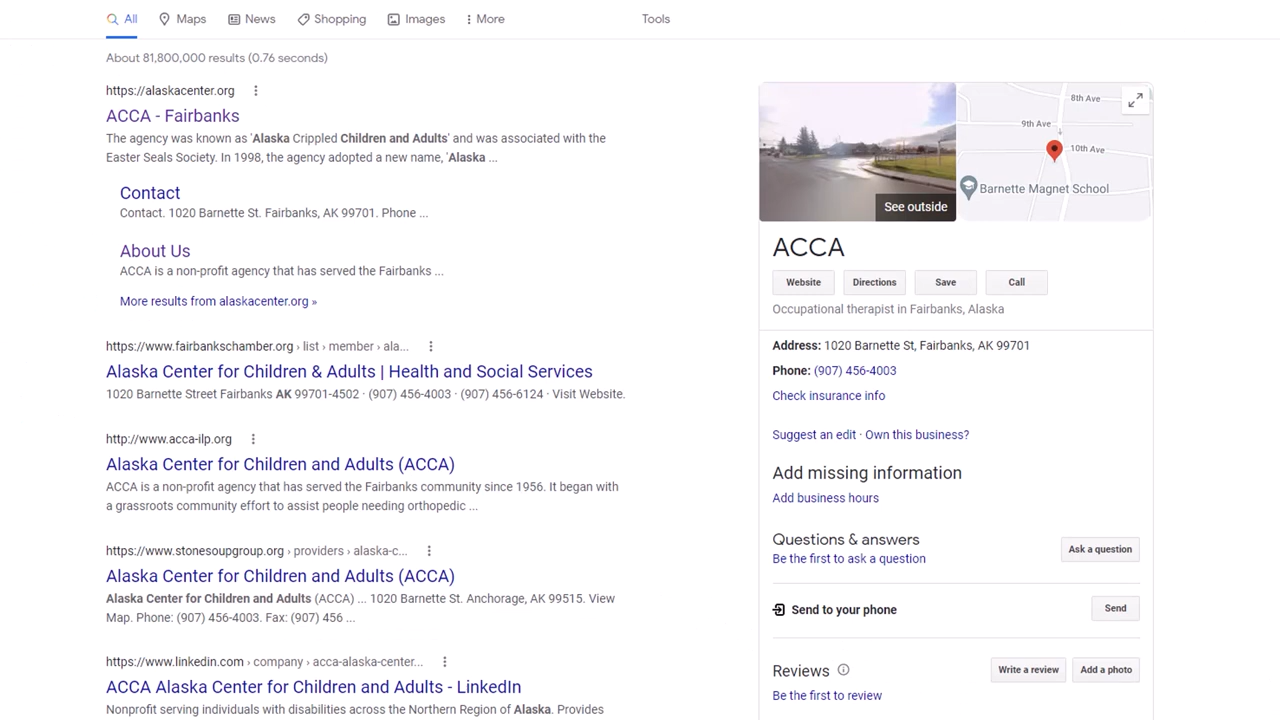 All
Maps
News
Shopping
Images
More
Tools
About 81,800,000 results (0.76 seconds)
https://alaskacenter.org
ACCA - Fairbanks
The agency was known as 'Alaska Crippled Children and Adults' and was associated with the
Easter Seals Society. In 1998, the agency adopted a new name, 'Alaska ...
Contact
Contact. 1020 Barnette St. Fairbanks, AK 99701. Phone ...
About Us
ACCA is a non-profit agency that has served the Fairbanks ...
More results from alaskacenter.org »
https://www.fairbankschamber.org › list › member › ala...
Alaska Center for Children & Adults | Health and Social Services
1020 Barnette Street Fairbanks AK 99701-4502 · (907) 456-4003 · (907) 456-6124 · Visit Website.
http://www.acca-ilp.org
Alaska Center for Children and Adults (ACCA)
ACCA is a non-profit agency that has served the Fairbanks community since 1956. It began with
a grassroots community effort to assist people needing orthopedic ...
https://www.stonesoupgroup.org › providers › alaska-c...
Alaska Center for Children and Adults (ACCA)
Alaska Center for Children and Adults (ACCA) ... 1020 Barnette St. Anchorage, AK 99515. View
Map. Phone: (907) 456-4003. Fax: (907) 456 ...
https://www.linkedin.com › company › acca-alaska-center...
ACCA Alaska Center for Children and Adults - LinkedIn
Nonprofit serving individuals with disabilities across the Northern Region of Alaska. Provides
See outside
8th Ave
9th Ave
10th Ave
Barnette Magnet School
ACCA
Website
Directions
Save
Call
Occupational therapist in Fairbanks, Alaska
Address: 1020 Barnette St, Fairbanks, AK 99701
Phone: (907) 456-4003
Check insurance info
Suggest an edit · Own this business?
Add missing information
Add business hours
Questions & answers
Be the first to ask a question
Ask a question
Send to your phone
Send
Reviews
Write a review
Add a photo
Be the first to review